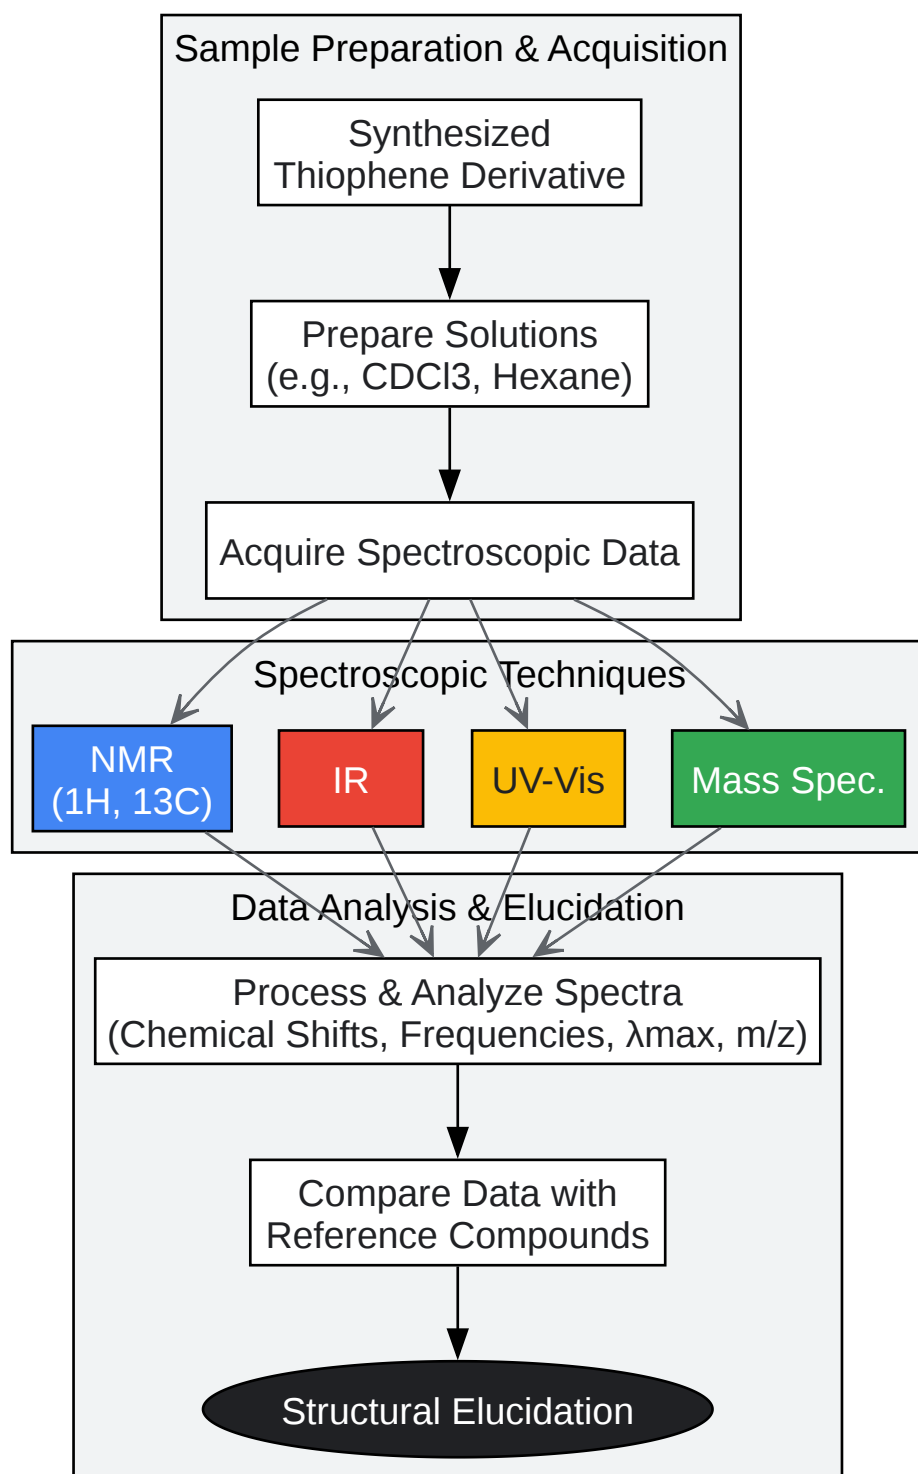 Sample Preparation & Acquisition
Synthesized
Thiophene Derivative
Prepare Solutions
(e.g., CDCl3, Hexane)
Acquire Spectroscopic Data
Spectroscopic Techniques
NMR
(1H, 13C)
IR
UV-Vis
Mass Spec.
Data Analysis & Elucidation
Process & Analyze Spectra
(Chemical Shifts, Frequencies, λmax, m/z)
Compare Data with
Reference Compounds
Structural Elucidation